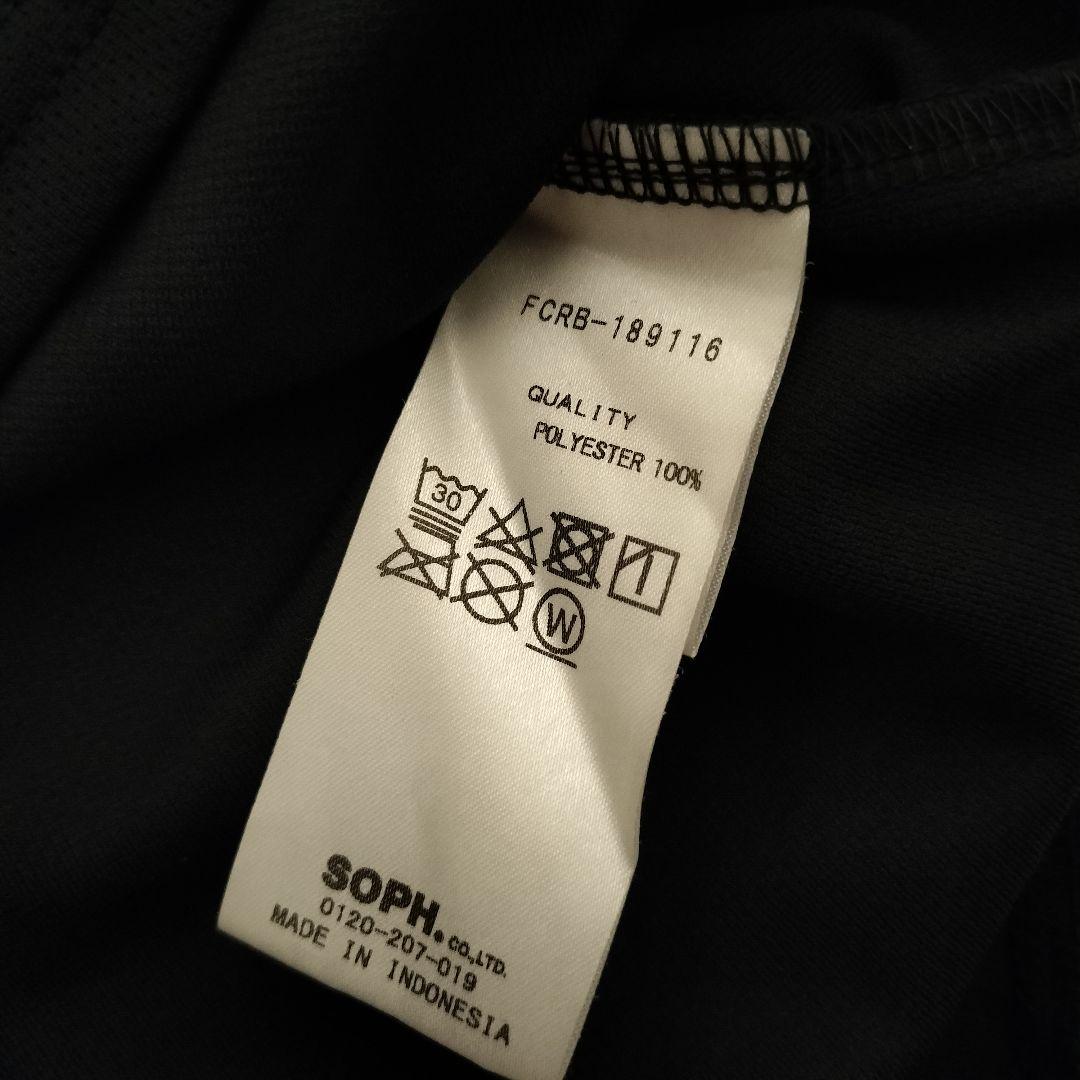 FCRB-189116
QUALITY
POLYESTER 100%
30
W
SOPH. CO.,LTD.
0120-207-019
MADE IN INDONESIA